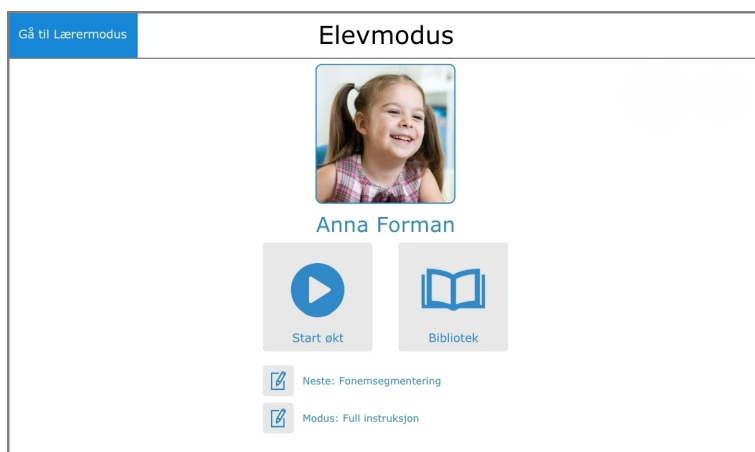 Gå til Lærermodus
Elevmodus
Anna Forman
Start økt
Bibliotek
Neste: Fonemsegmentering
Modus: Full instruksjon